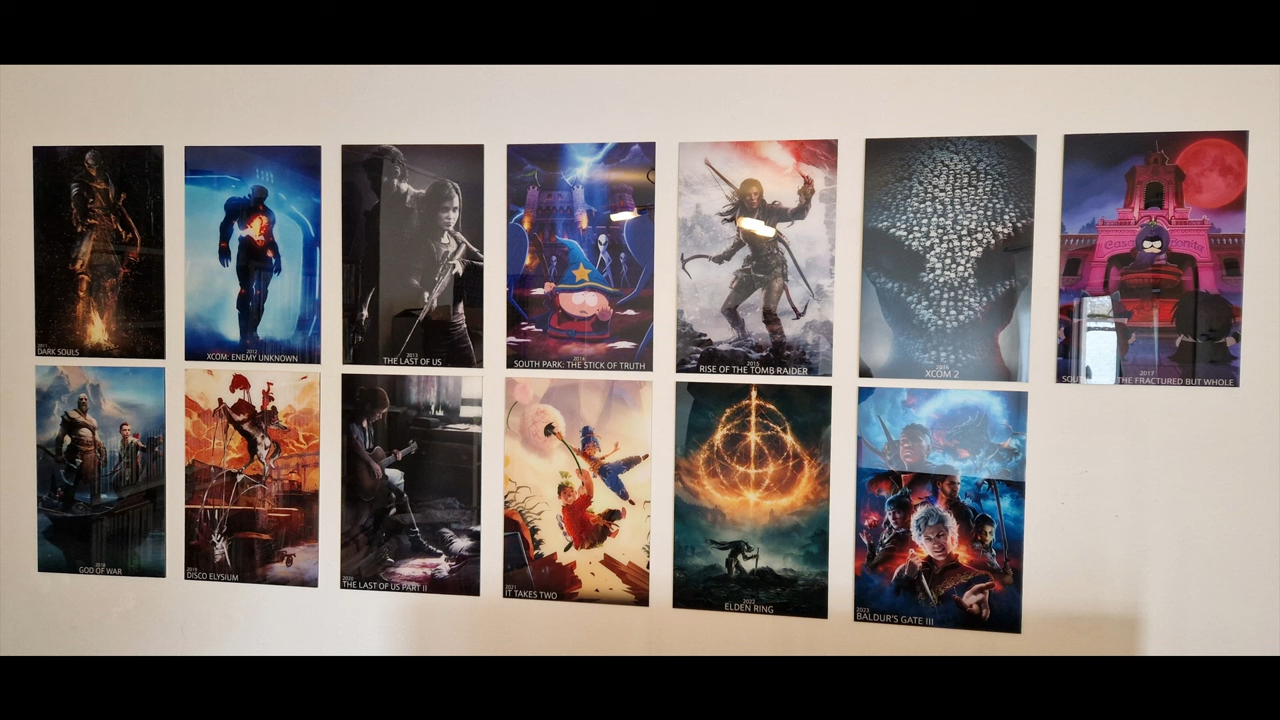 2011
DARK SOULS
2012
XCOM: ENEMY UNKNOWN
2013
THE LAST OF US
2014
SOUTH PARK: THE STICK OF TRUTH
2015
RISE OF THE TOMB RAIDER
2016
XCOM 2
Casa
2017
THE FRACTURED BUT WHOLE
2018
GOD OF WAR
2019
DISCO ELYSIUM
2020
THE LAST OF US PART II
2021
IT TAKES TWO
2022
ELDEN RING
2023
BALDUR'S GATE III